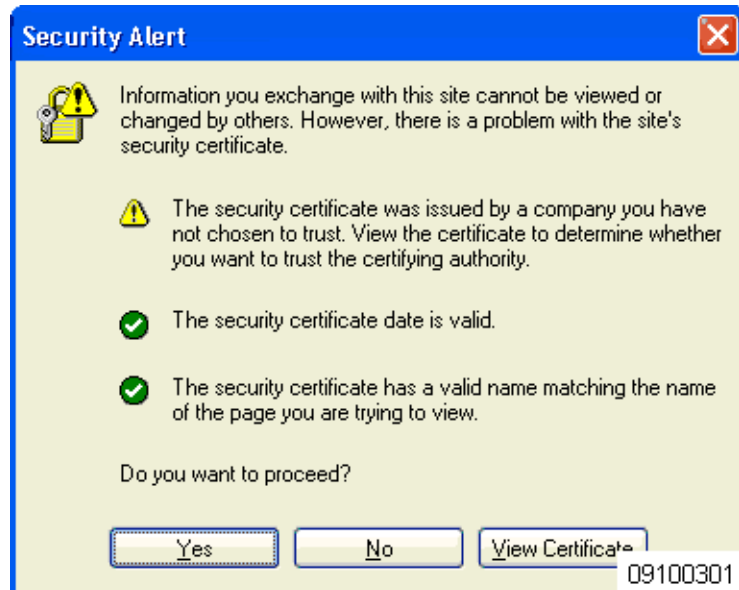 Security Alert
Information you exchange with this site cannot be viewed or
changed by others. However, there is a problem with the site's
security certificate.
The security certificate was issued by a company you have
not chosen to trust. View the certificate to determine whether
you want to trust the certifying authority.
The security certificate date is valid.
The security certificate has a valid name matching the name
of the page you are trying to view.
Do you want to proceed?
Yes No View Certificate
09100301